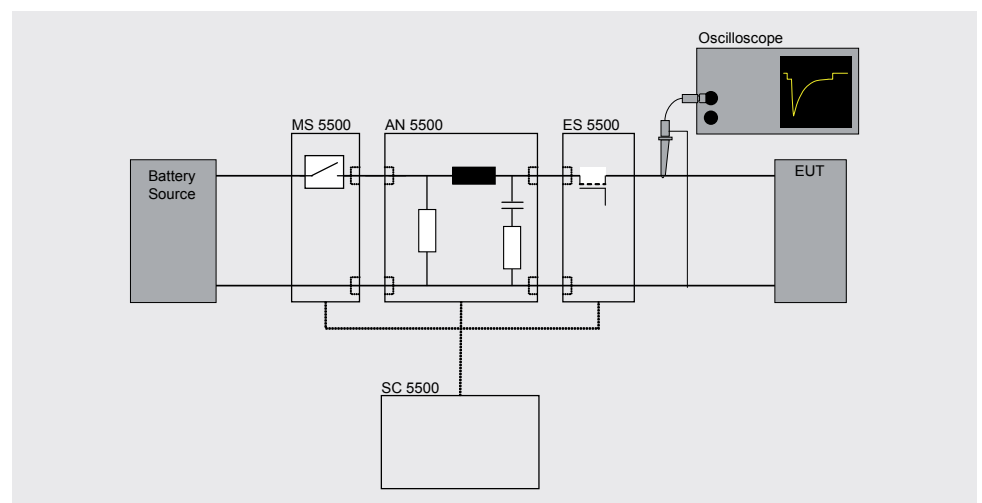 Oscilloscope
MS 5500
AN 5500
ES 5500
Battery
Source
EUT
SC 5500